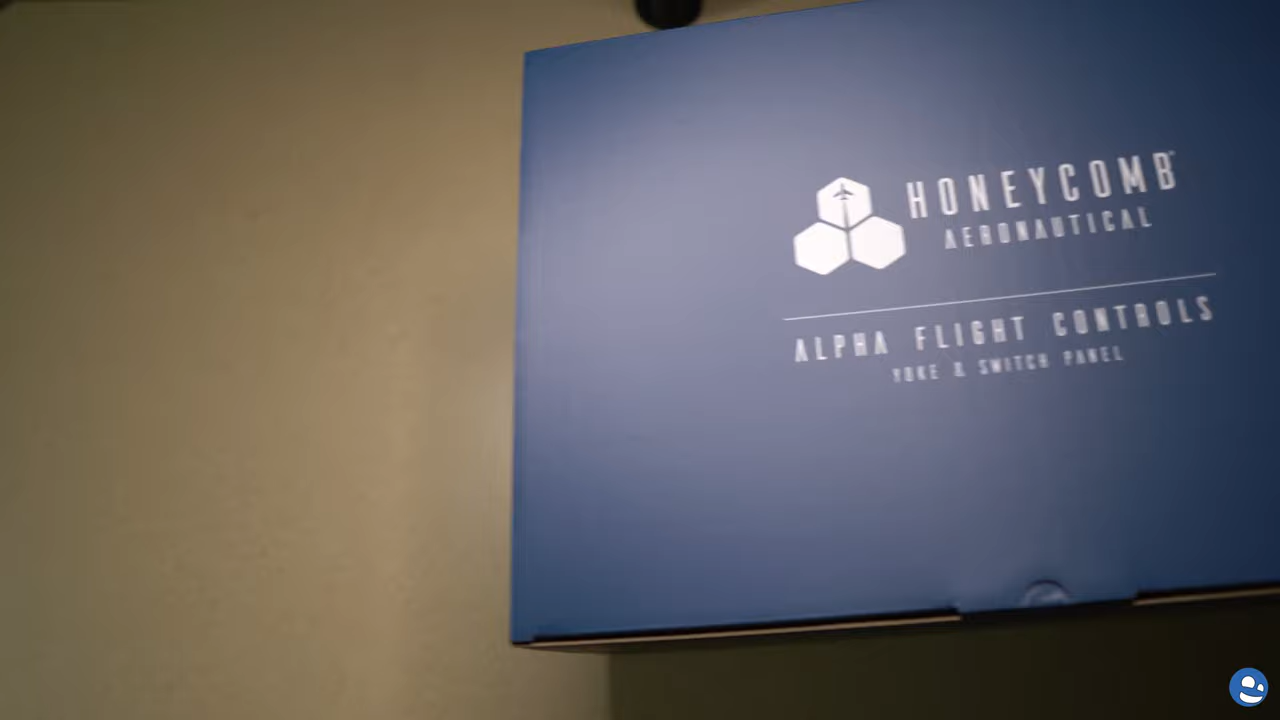 HONEYCOMB
AERONAUTICAL
ALPHA FLIGHT CONTROLS
YOKE & SWITCH PANEL